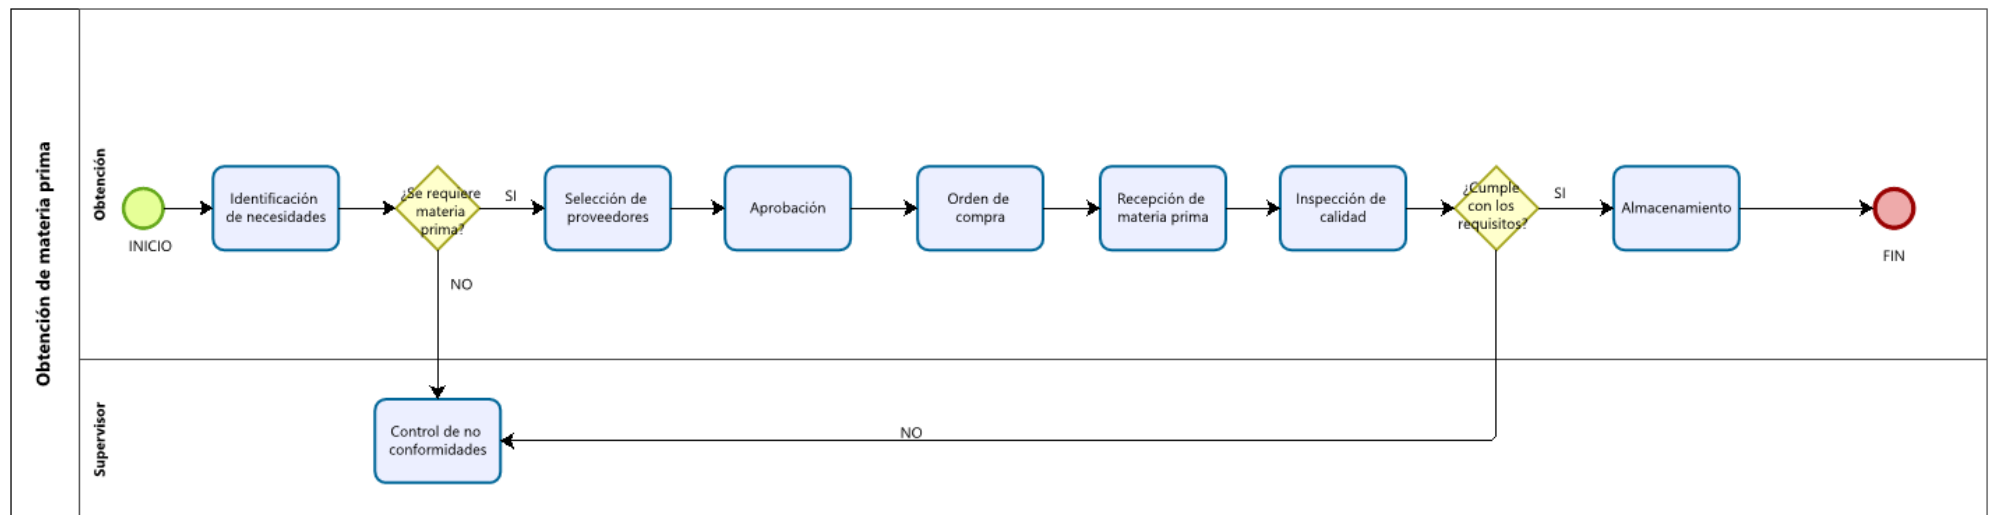 Obtención de materia prima
Obtención
INICIO
Identificación
de necesidades
¿Se requiere
materia
prima?
SI
NO
Selección de
proveedores
Aprobación
Orden de
compra
Recepción de
materia prima
Inspección de
calidad
¿Cumple
con los
requisitos?
SI
Almacenamiento
FIN
Supervisor
Control de no
conformidades
NO